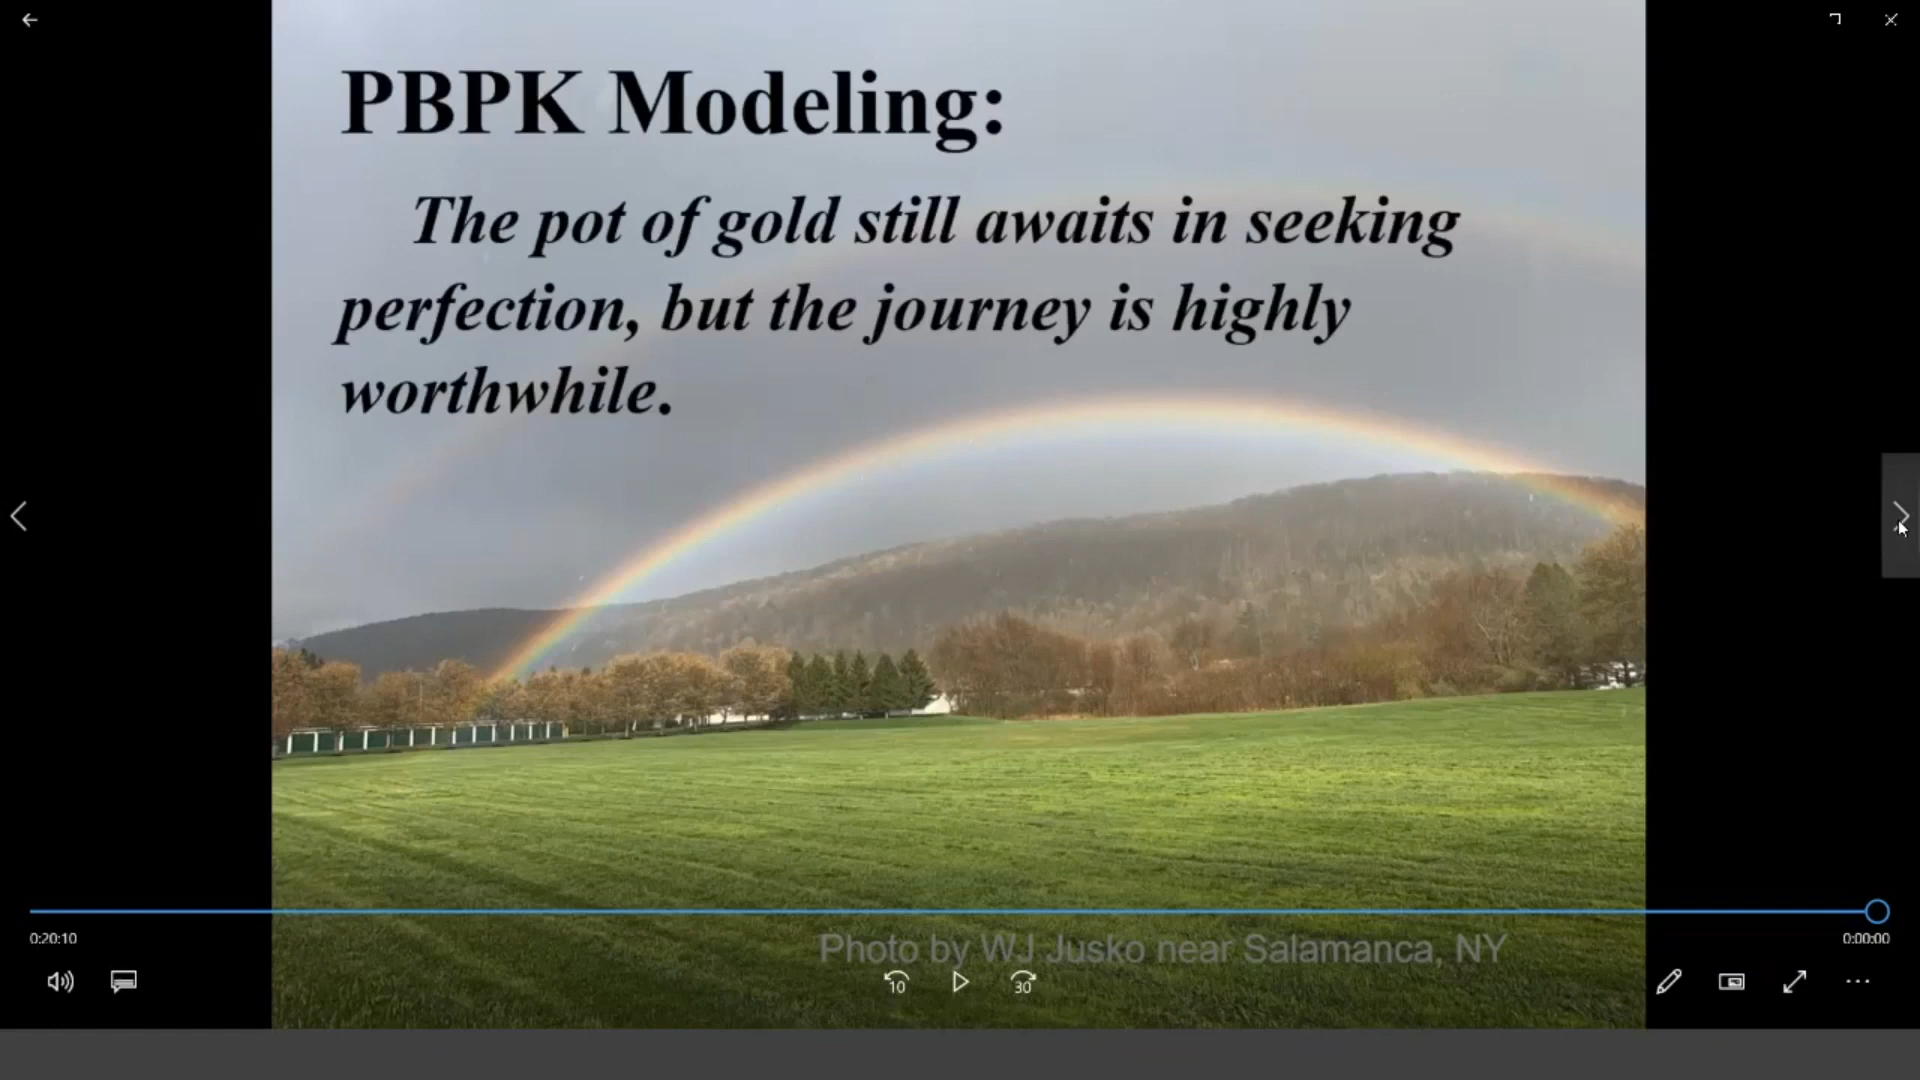 PBPK Modeling:
The pot of gold still awaits in seeking
perfection, but the journey is highly
worthwhile.
0:20:10
0:00:00
Photo by WJ Jusko near Salamanca, NY
10
30